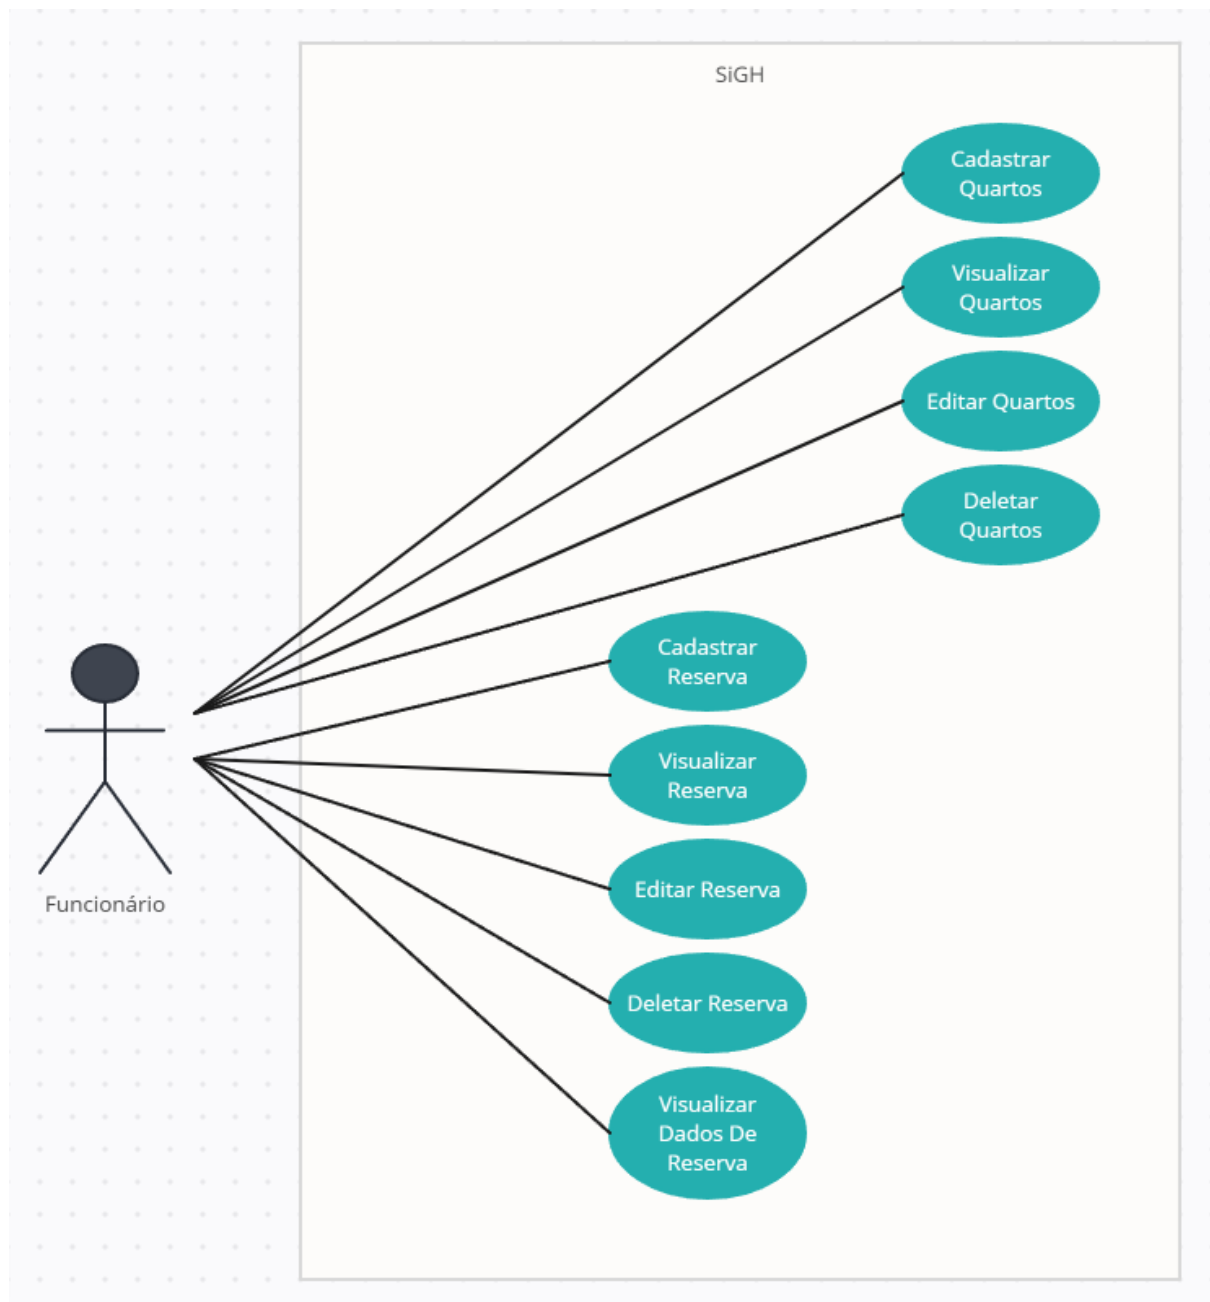 SiGH
Cadastrar
Quartos
Visualizar
Quartos
Editar Quartos
Deletar
Quartos
Cadastrar
Reserva
Visualizar
Reserva
Editar Reserva
Funcionário
Deletar Reserva
Visualizar
Dados De
Reserva